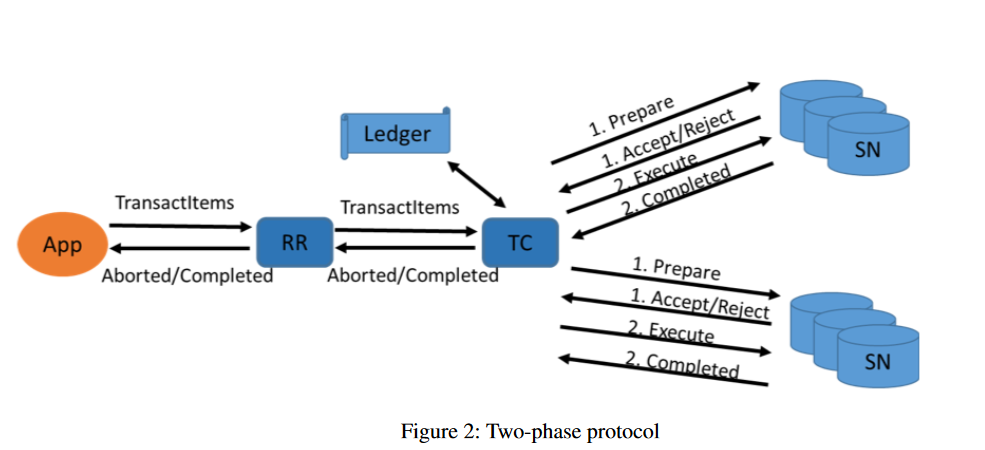 Ledger
TransactItems
TransactItems
App
RR
TC
Aborted/Completed
Aborted/Completed
1. Prepare
1. Accept/Reject
2. Execute
2. Completed
SN
1. Prepare
1. Accept/Reject
2. Execute
2. Completed
SN
Figure 2: Two-phase protocol